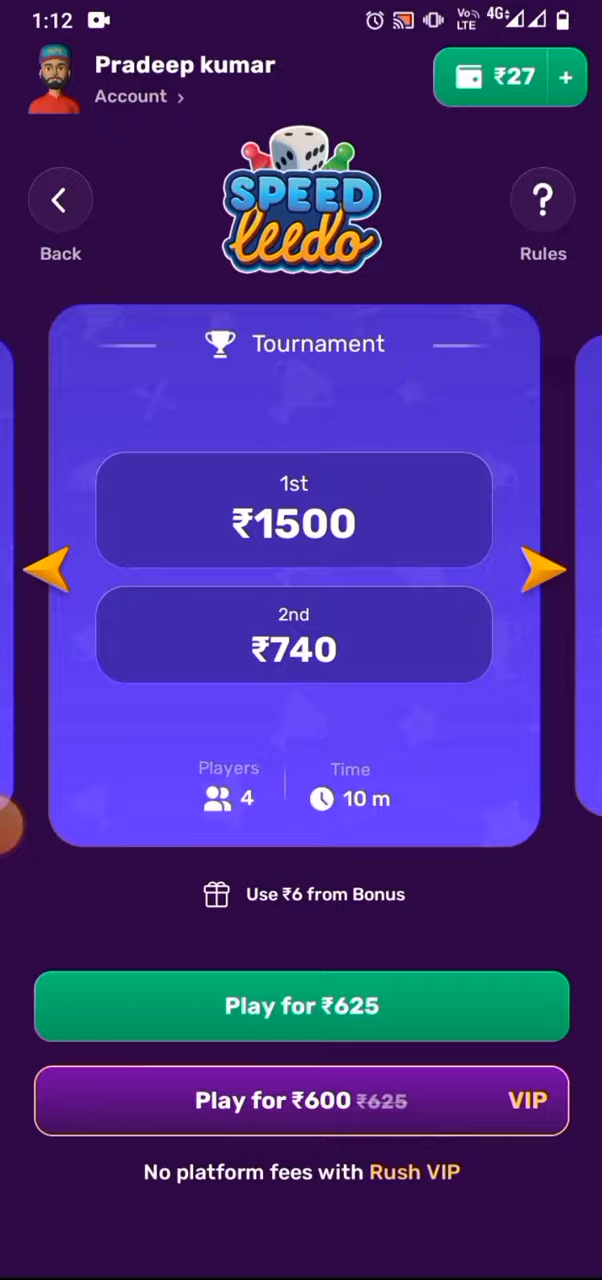 1:12
Vo
LTE
4G
Pradeep kumar
Account >
₹27 +
SPEED
leedo
Back
?
Rules
Tournament
1st
₹1500
2nd
₹740
Players
4
Time
10 m
Use ₹6 from Bonus
Play for ₹625
Play for ₹600 ₹625 VIP
No platform fees with Rush VIP